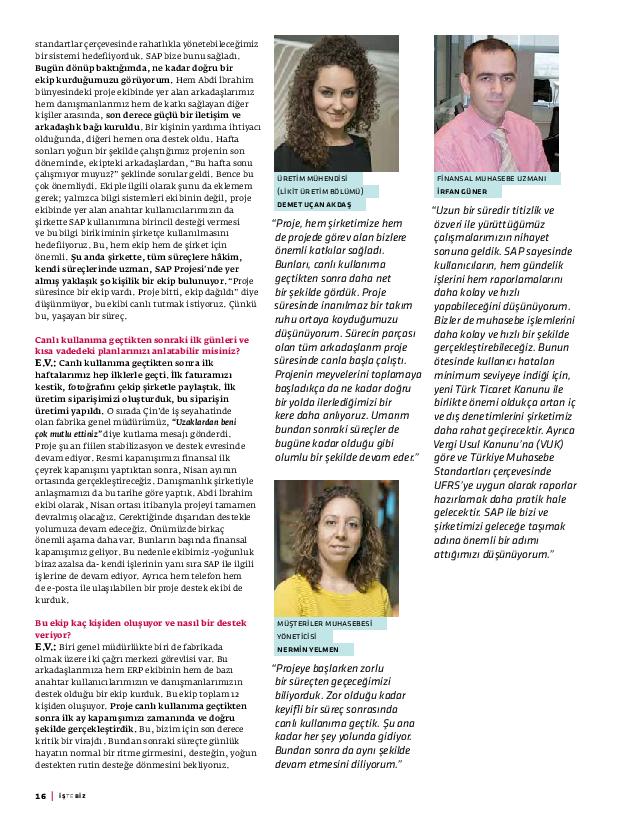 standartlar çerçevesinde rahatlıkla yönetebileceğimiz
bir sistemi hedefliyorduk. SAP bize bunu sağladı.
Bugün dönüp baktığımda, ne kadar doğru bir
ekip kurduğumuzu görüyorum. Hem Abdi İbrahim
bünyesindeki proje ekibinde yer alan arkadaşlarımız
hem danışmanlarımız hem de katkı sağlayan diğer
kişiler arasında, son derece güçlü bir iletişim ve
arkadaşlık bağı kuruldu. Bir kişinin yardıma ihtiyacı
olduğunda, diğeri hemen ona destek oldu. Hafta
sonları yoğun bir şekilde çalıştığımız projenin son
döneminde, ekipteki arkadaşlardan, “Bu hafta sonu
çalışmıyor muyuz?” şeklinde sorular geldi. Bence bu
çok önemliydi. Ekiple ilgili olarak şunu da eklemem
gerek; yalnızca bilgi sistemleri ekibinin değil, proje
ekibinde yer alan anahtar kullanıcılarımızın da
şirkette SAP kullanımına birincil desteği vermesi
ve bu bilgi birikiminin şirketçe kullanılmasını
hedefliyoruz. Bu, hem ekip hem de şirket için
önemli. Şu anda şirkette, tüm süreçlere hâkim,
kendi süreçlerinde uzman, SAP Projesi’nde yer
almış yaklaşık 50 kişilik bir ekip bulunuyor. “Proje
süresince bir ekip vardı. Proje bitti, ekip dağıldı” diye
düşünmüyor, bu ekibi canlı tutmak istiyoruz. Çünkü
bu, yaşayan bir süreç.
Canlı kullanıma geçtikten sonraki ilk günleri ve
kısa vadedeki planlarınızı anlatabilir misiniz?
E.V.: Canlı kullanıma geçtikten sonra ilk
haftalarımız hep ilklerle geçti. İlk faturamızı
kestik, fotoğrafını çekip şirketle paylaştık. İlk
üretim siparişimizi oluşturduk, bu siparişin
üretimi yapıldı. O sırada Çin’de iş seyahatinde
olan fabrika genel müdürümüz, “Uzaklardan beni
çok mutlu ettiniz” diye kutlama mesajı gönderdi.
Proje şu an fiilen stabilizasyon ve destek evresinde
devam ediyor. Resmi kapanışımızı finansal ilk
çeyrek kapanışını yaptıktan sonra, Nisan ayının
ortasında gerçekleştireceğiz. Danışmanlık şirketiyle
anlaşmamızı da bu tarihe göre yaptık. Abdi İbrahim
ekibi olarak, Nisan ortası itibarıyla projeyi tamamen
devralmış olacağız. Gerektiğinde dışarıdan destekle
yolumuza devam edeceğiz. Önümüzde birkaç
önemli aşama daha var. Bunların başında finansal
kapanışımız geliyor. Bu nedenle ekibimiz -yoğunluk
biraz azalsa da- kendi işlerinin yanı sıra SAP ile ilgili
işlerine de devam ediyor. Ayrıca hem telefon hem
de e-posta ile ulaşılabilen bir proje destek ekibi de
kurduk.
Bu ekip kaç kişiden oluşuyor ve nasıl bir destek
veriyor?
E.V.: Biri genel müdürlükte biri de fabrikada
olmak üzere iki çağrı merkezi görevlisi var. Bu
arkadaşlarımıza hem ERP ekibinin hem de bazı
anahtar kullanıcılarımızın ve danışmanlarımızın
destek olduğu bir ekip kurduk. Bu ekip toplam 12
kişiden oluşuyor. Proje canlı kullanıma geçtikten
sonra ilk ay kapanışımızı zamanında ve doğru
şekilde gerçekleştirdik. Bu, bizim için son derece
kritik bir virajdı. Bundan sonraki süreçte günlük
hayatın normal bir ritme girmesini, desteğin, yoğun
destekten rutin desteğe dönmesini bekliyoruz.
ÜRETİM MÜHENDİSİ
(LİKİT ÜRETİM BÖLÜMÜ)
DEMET UÇAN AKDAŞ
“Proje, hem şirketimize hem
de projede görev alan bizlere
önemli katkılar sağladı.
Bunları, canlı kullanıma
geçtikten sonra daha net
bir şekilde gördük. Proje
süresinde inanılmaz bir takım
ruhu ortaya koyduğumuzu
düşünüyorum. Sürecin parçası
olan tüm arkadaşlarım proje
süresinde canla başla çalıştı.
Projenin meyvelerini toplamaya
başladıkça da ne kadar doğru
bir yolda ilerlediğimizi bir
kere daha anlıyoruz. Umarım
bundan sonraki süreçler de
bugüne kadar olduğu gibi
olumlu bir şekilde devam eder.”
MÜŞTERİLER MUHASEBESİ
YÖNETİCİSİ
NERMİN YELMEN
“Projeye başlarken zorlu
bir süreçten geçeceğimizi
biliyorduk. Zor olduğu kadar
keyifli bir süreç sonrasında
canlı kullanıma geçtik. Şu ana
kadar her şey yolunda gidiyor.
Bundan sonra da aynı şekilde
devam etmesini diliyorum.”
FİNANSAL MUHASEBE UZMANI
İRFAN GÜNER
“Uzun bir süredir titizlik ve
özveri ile yürüttüğümüz
çalışmalarımızın nihayet
sonuna geldik. SAP sayesinde
kullanıcıların, hem gündelik
işlerini hem raporlamalarını
daha kolay ve hızlı
yapabileceğini düşünüyorum.
Bizler de muhasebe işlemlerini
daha kolay ve hızlı bir şekilde
gerçekleştirebileceğiz. Bunun
ötesinde kullanıcı hataları
minimum seviyeye indiği için,
yeni Türk Ticaret Kanunu ile
birlikte önemi oldukça artan iç
ve dış denetimlerini şirketimiz
daha rahat geçirecektir. Ayrıca
Vergi Usul Kanunu’na (VUK)
göre ve Türkiye Muhasebe
Standartları çerçevesinde
UFRS’ye uygun olarak raporlar
hazırlamak daha pratik hale
gelecektir. SAP ile bizi ve
şirketimizi geleceğe taşımak
adına önemli bir adımı
attığımızı düşünüyorum.”
16 | İŞTE BİZ